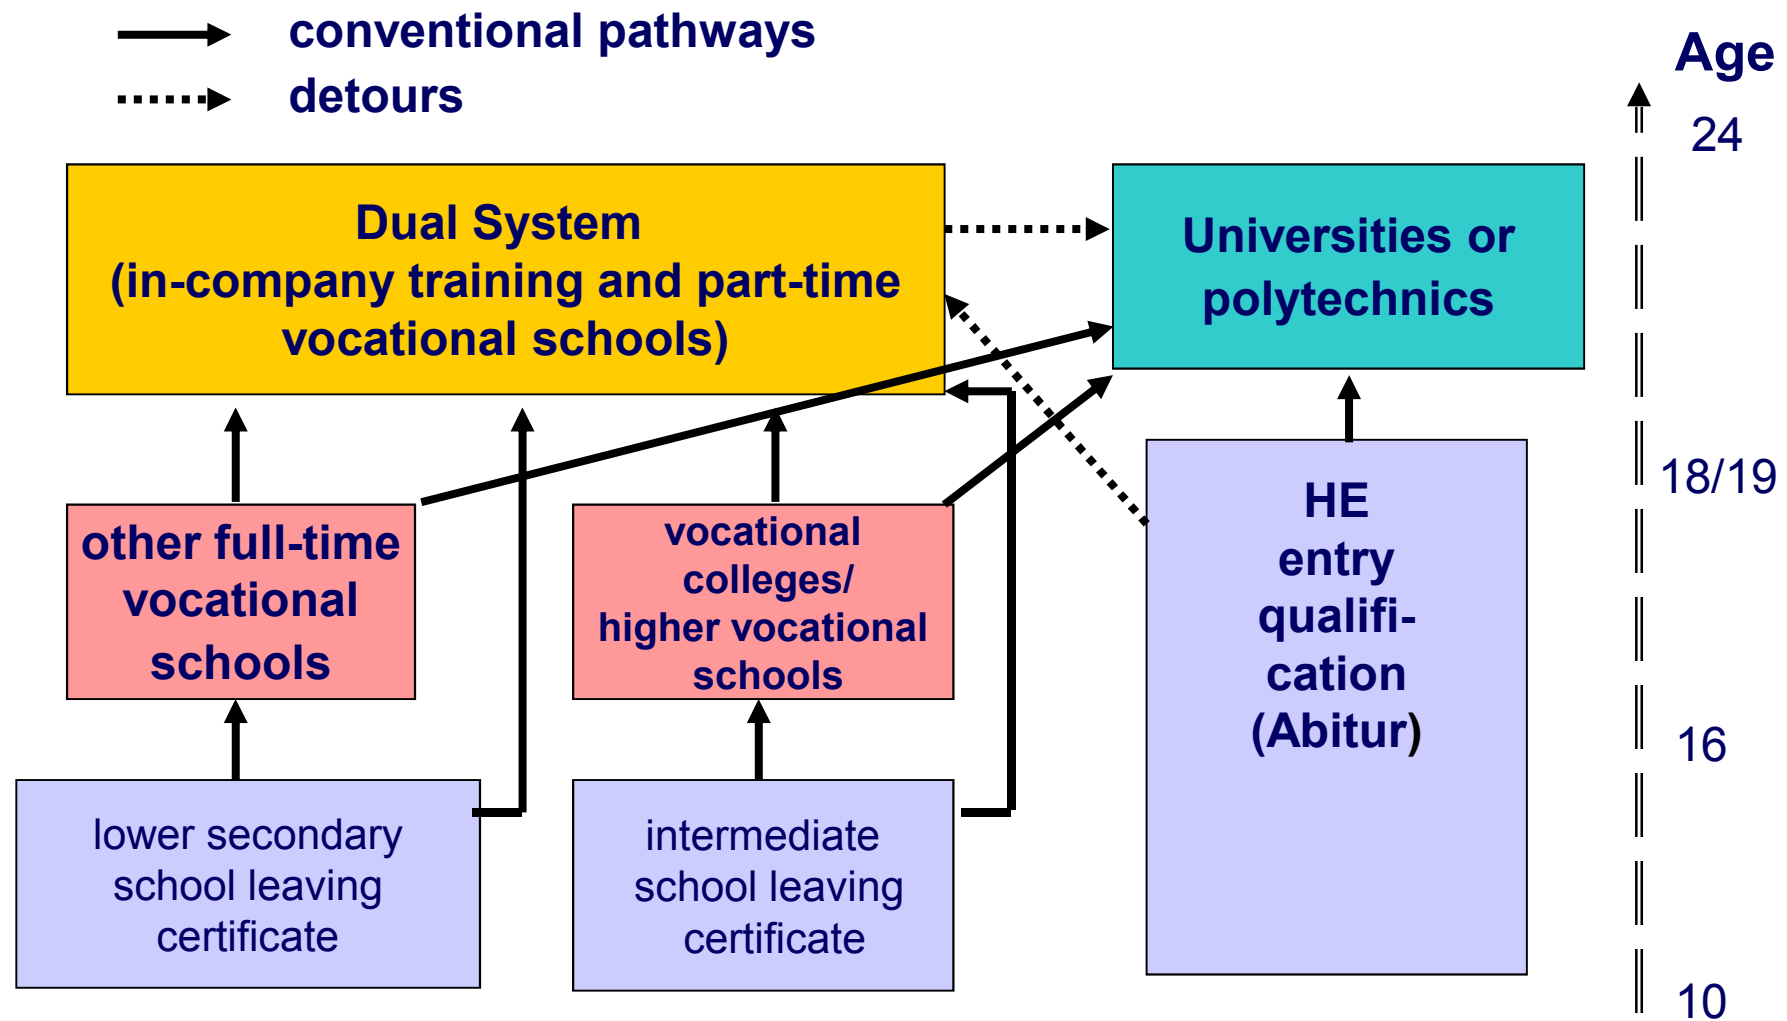 conventional pathways
detours
Age
24
Dual System
(in-company training and part-time
vocational schools)
Universities or
polytechnics
18/19
other full-time
vocational
schools
vocational
colleges/
higher vocational
schools
HE
entry
qualifi-
cation
(Abitur)
16
lower secondary
school leaving
certificate
intermediate
school leaving
certificate
10